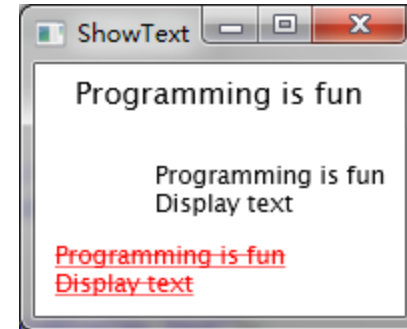 ShowText
Programming is fun
Programming is fun
Display text
Programming is fun
Display text